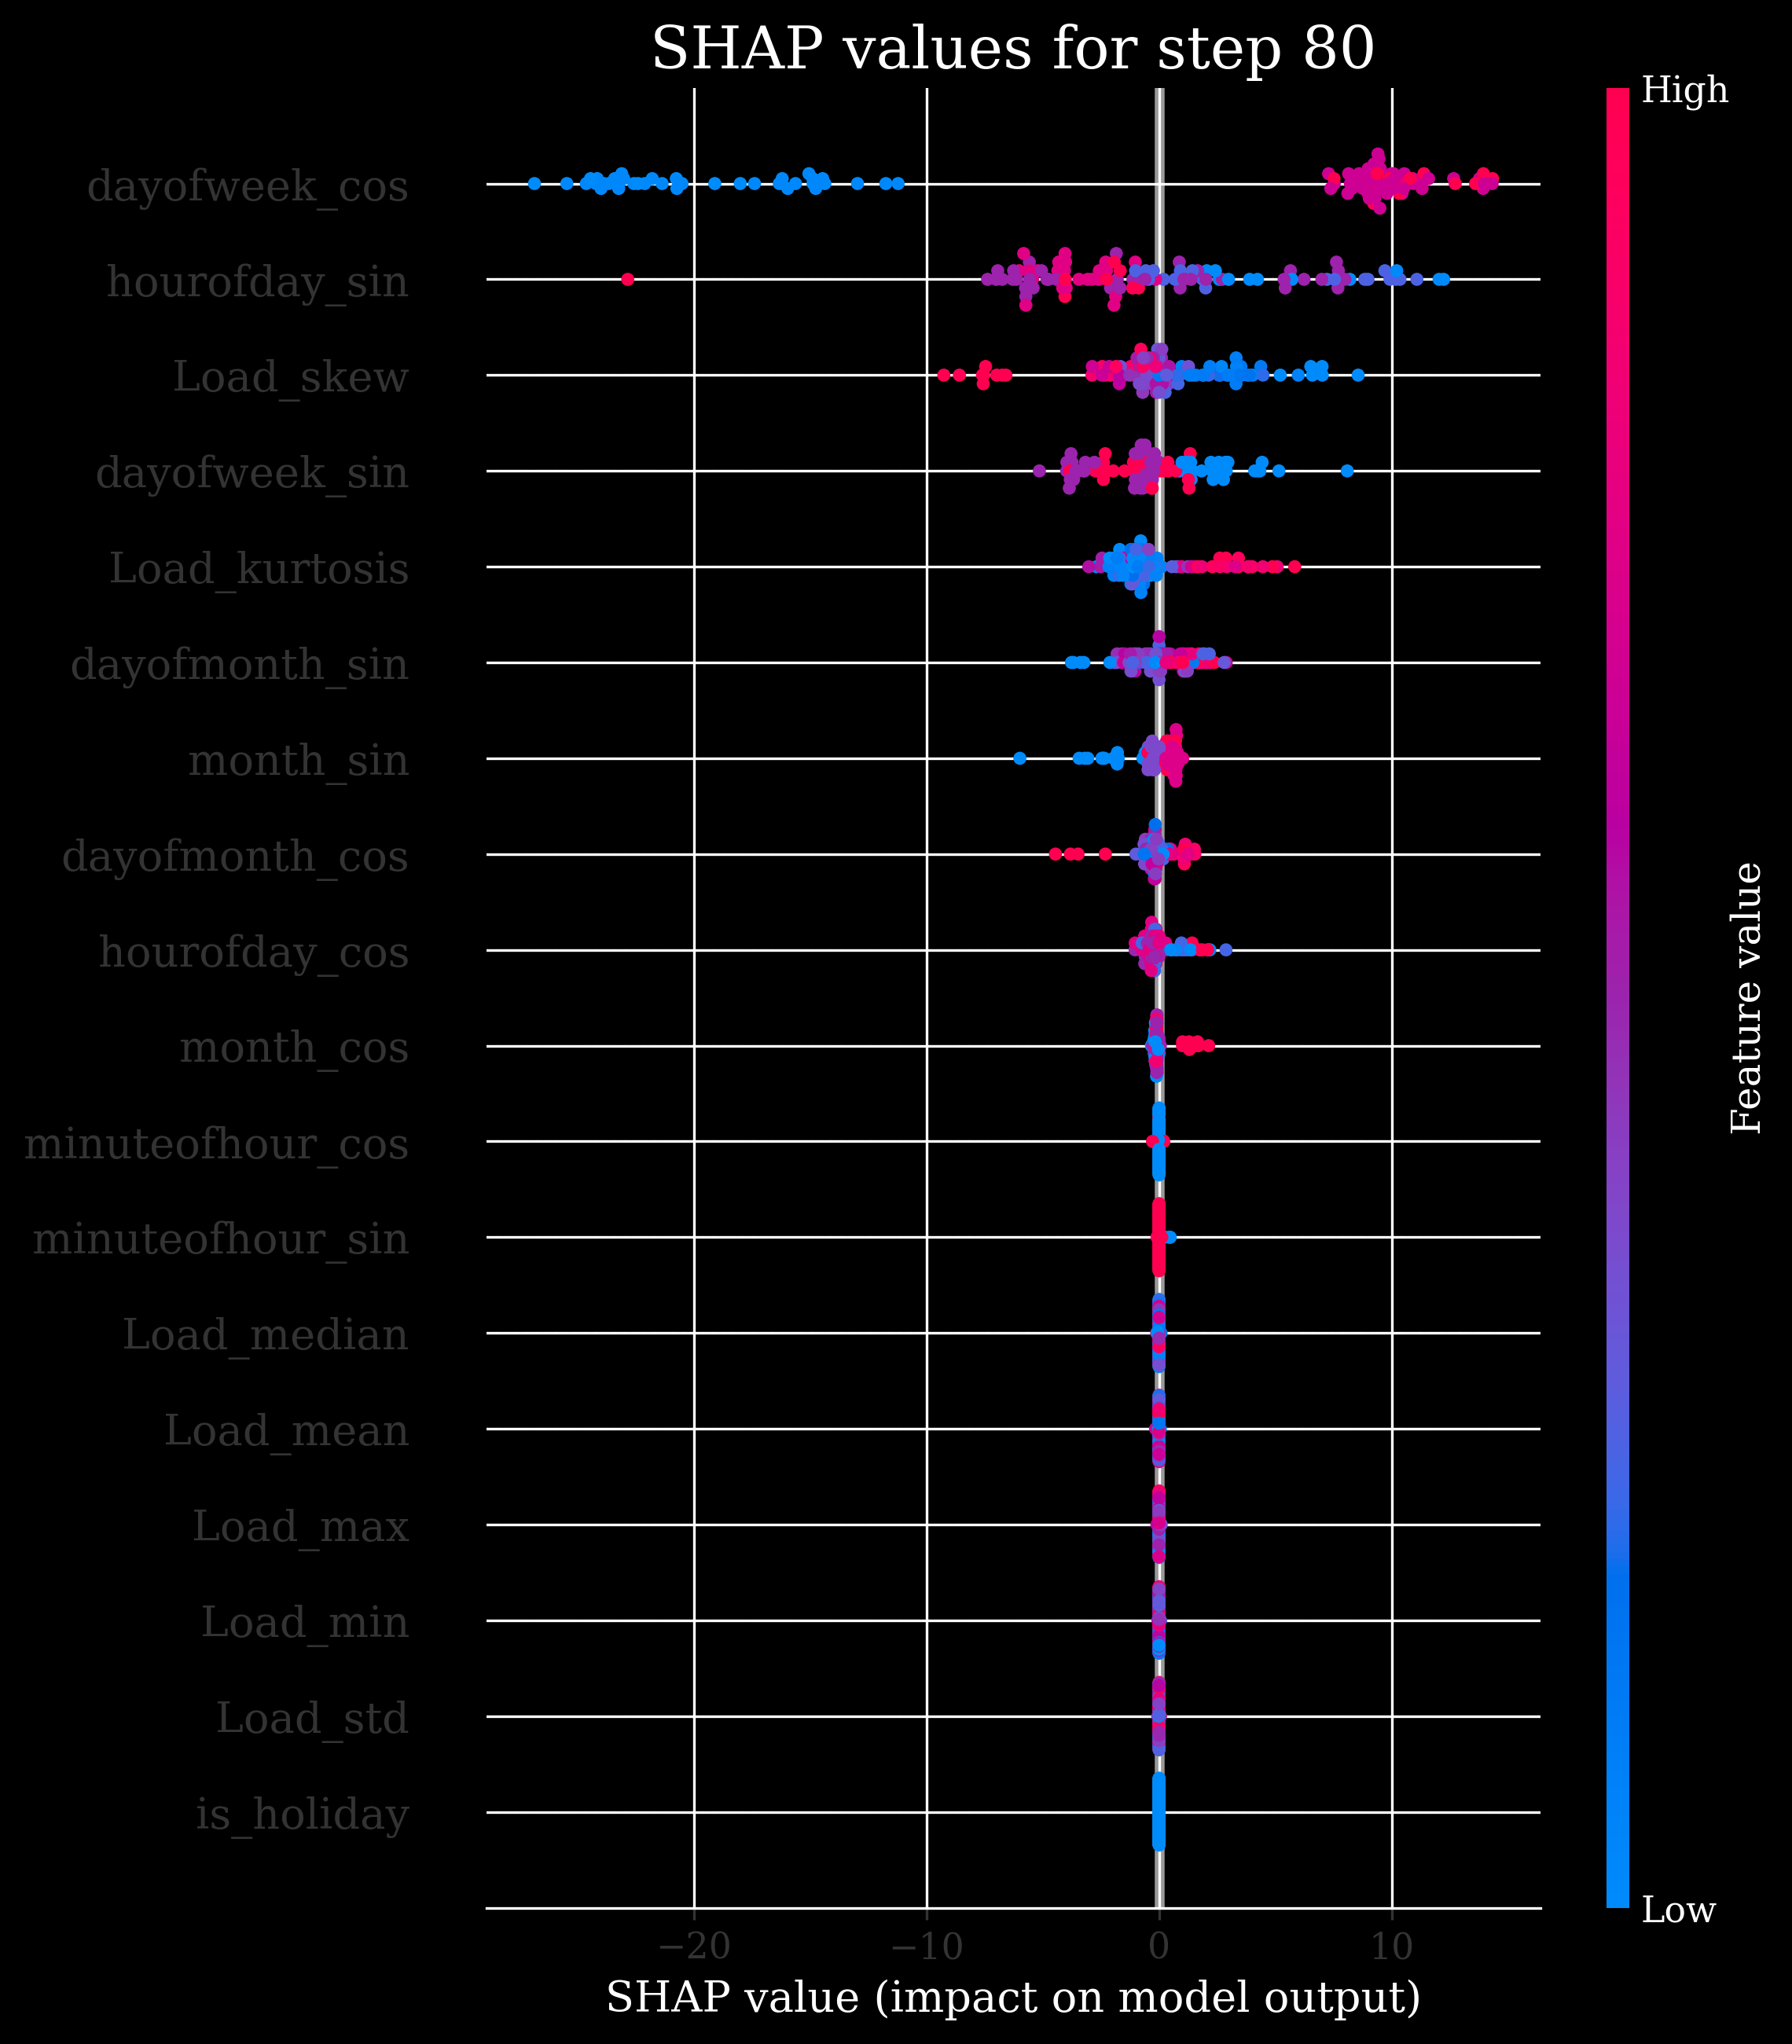 SHAP values for step 80
High
dayofweek_cos
hourofday_sin
Load_skew
dayofweek_sin
Load_kurtosis
dayofmonth_sin
month_sin
dayofmonth_cos
hourofday_cos
month_cos
minuteofhour_cos
minuteofhour_sin
Load_median
Load_mean
Load_max
Load_min
Load_std
is_holiday
Feature value
Low
−20 −10 0 10
SHAP value (impact on model output)